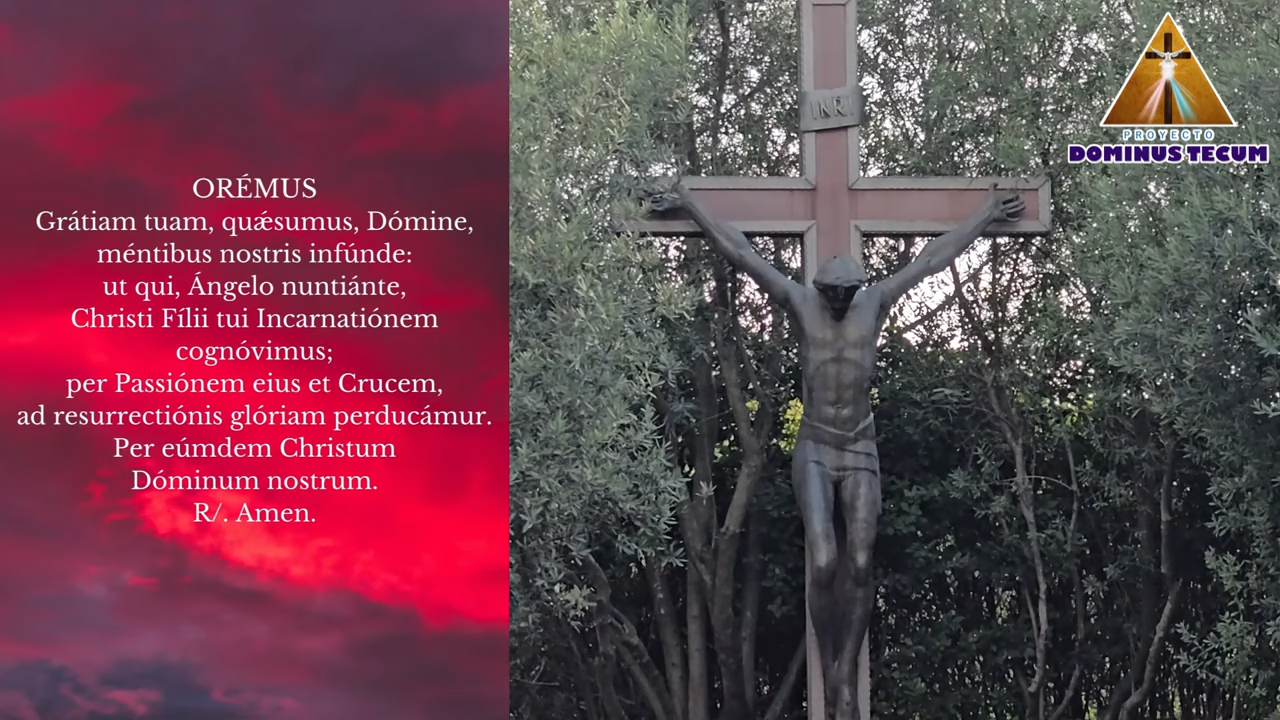 ORÉMUS
Grátiam tuam, quǽsumus, Dómine,
méntibus nostris infúnde:
ut qui, Ángelo nuntiánte,
Christi Fílii tui Incarnatiónem
cognóvimus;
per Passiónem eius et Crucem,
ad resurrectiónis glóriam perducámur.
Per eúmdem Christum
Dóminum nostrum.
R/. Amen.
INRI
PROYECTO
DOMINUS TECUM